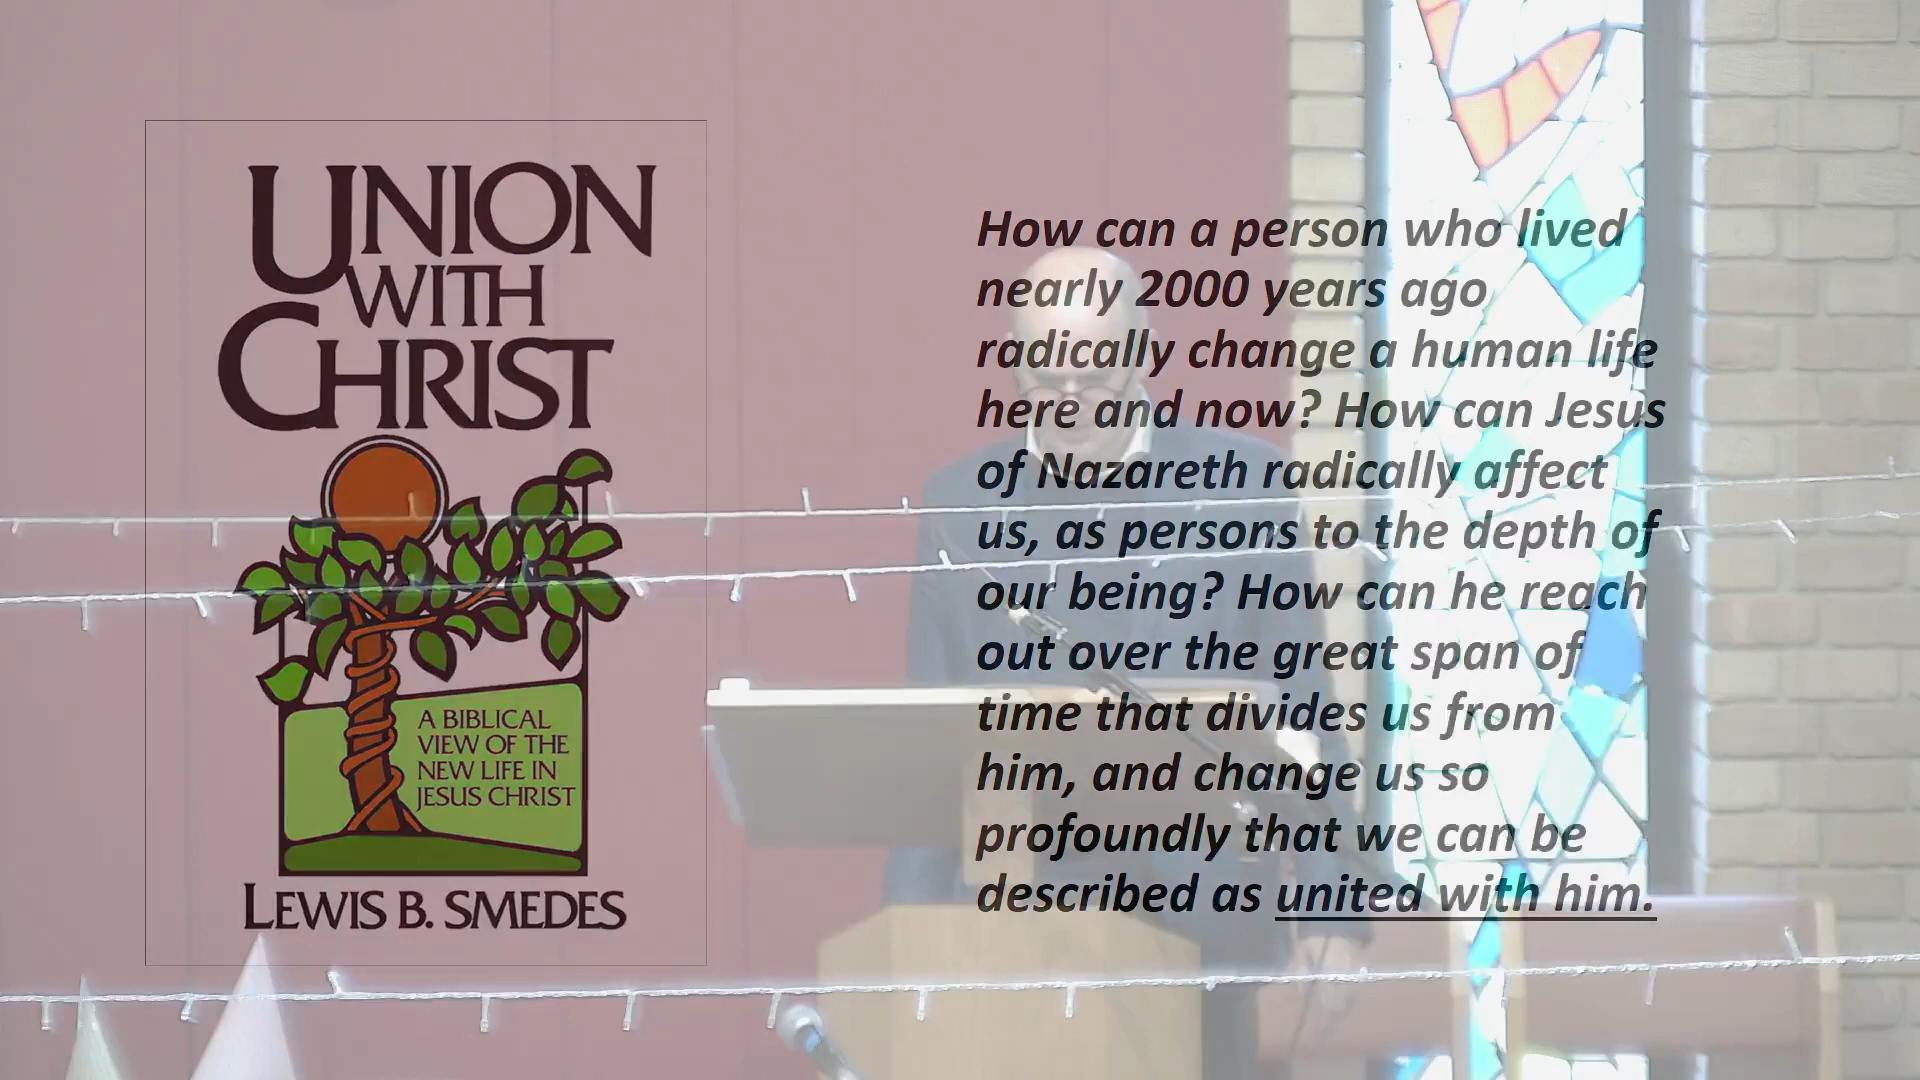 UNION
WITH
CHRIST
A BIBLICAL
VIEW OF THE
NEW LIFE IN
JESUS CHRIST
LEWIS B. SMEDES
How can a person who lived
nearly 2000 years ago
radically change a human life
here and now? How can Jesus
of Nazareth radically affect
us, as persons to the depth of
our being? How can he reach
out over the great span of
time that divides us from
him, and change us so
profoundly that we can be
described as united with him.